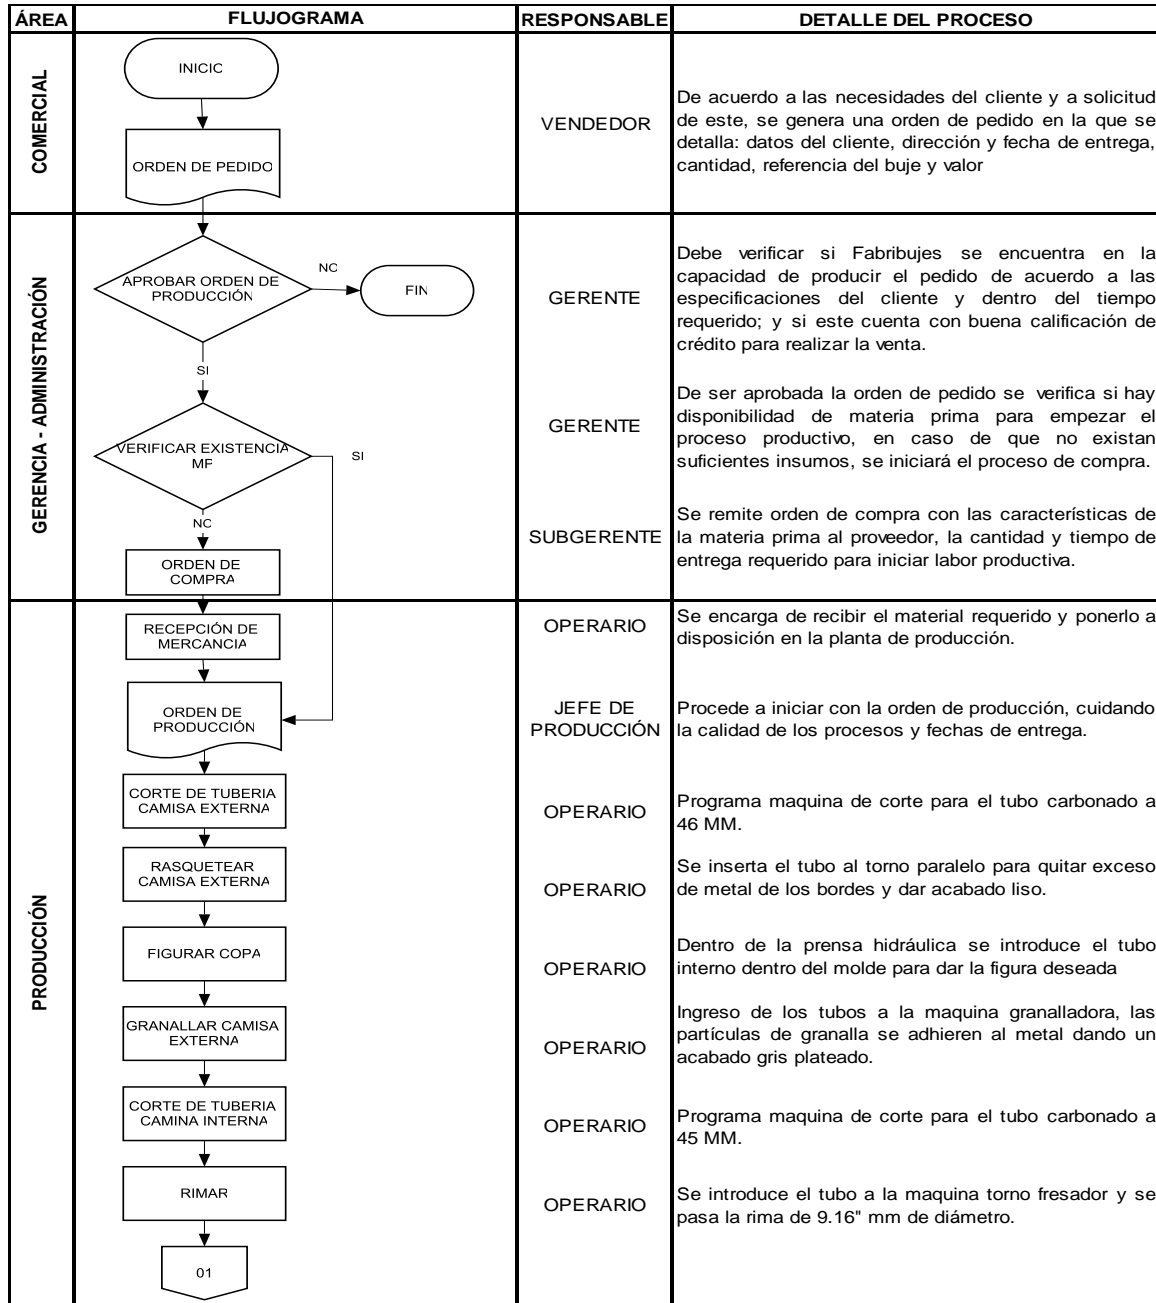 ÁREA FLUJOGRAMA RESPONSABLE DETALLE DEL PROCESO
COMERCIAL
INICIO
ORDEN DE PEDIDO
VENDEDOR
De acuerdo a las necesidades del cliente y a solicitud
de este, se genera una orden de pedido en la que se
detalla: datos del cliente, dirección y fecha de entrega,
cantidad, referencia del buje y valor
GERENCIA - ADMINISTRACIÓN
APROBAR ORDEN DE
PRODUCCIÓN
NO
FIN
SI
GERENTE
Debe verificar si Fabribujes se encuentra en la
capacidad de producir el pedido de acuerdo a las
especificaciones del cliente y dentro del tiempo
requerido; y si este cuenta con buena calificación de
crédito para realizar la venta.
VERIFICAR EXISTENCIA
MP
SI
NO
GERENTE
De ser aprobada la orden de pedido se verifica si hay
disponibilidad de materia prima para empezar el
proceso productivo, en caso de que no existan
suficientes insumos, se iniciará el proceso de compra.
ORDEN DE
COMPRA
SUBGERENTE
Se remite orden de compra con las características de
la materia prima al proveedor, la cantidad y tiempo de
entrega requerido para iniciar labor productiva.
PRODUCCIÓN
RECEPCIÓN DE
MERCANCIA
OPERARIO
Se encarga de recibir el material requerido y ponerlo a
disposición en la planta de producción.
ORDEN DE
PRODUCCIÓN
JEFE DE
PRODUCCIÓN
Procede a iniciar con la orden de producción, cuidando
la calidad de los procesos y fechas de entrega.
CORTE DE TUBERIA
CAMISA EXTERNA
OPERARIO
Programa maquina de corte para el tubo carbonado a
46 MM.
RASQUETEAR
CAMISA EXTERNA
OPERARIO
Se inserta el tubo al torno paralelo para quitar exceso
de metal de los bordes y dar acabado liso.
FIGURAR COPA
OPERARIO
Dentro de la prensa hidráulica se introduce el tubo
interno dentro del molde para dar la figura deseada
GRANALLAR CAMISA
EXTERNA
OPERARIO
Ingreso de los tubos a la maquina granalladora, las
partículas de granalla se adhieren al metal dando un
acabado gris plateado.
CORTE DE TUBERIA
CAMINA INTERNA
OPERARIO
Programa maquina de corte para el tubo carbonado a
45 MM.
RIMAR
OPERARIO
Se introduce el tubo a la maquina torno fresador y se
pasa la rima de 9.16" mm de diámetro.
01